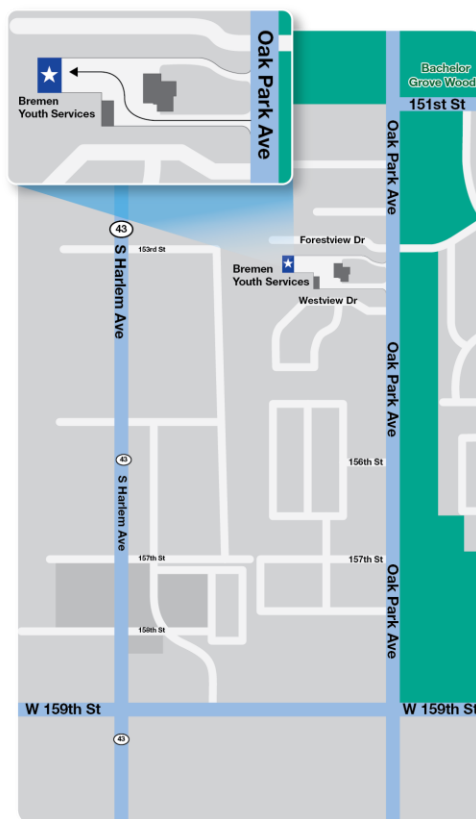 Oak Park Ave
Bremen
Youth Services
Bachelor
Grove Wood
151st St
Oak Park Ave
43
S Harlem Ave
153rd St
Forestview Dr
Bremen
Youth Services
Westview Dr
Oak Park Ave
43
S Harlem Ave
156th St
157th St
157th St
Oak Park Ave
158th St
W 159th St
W 159th St
43